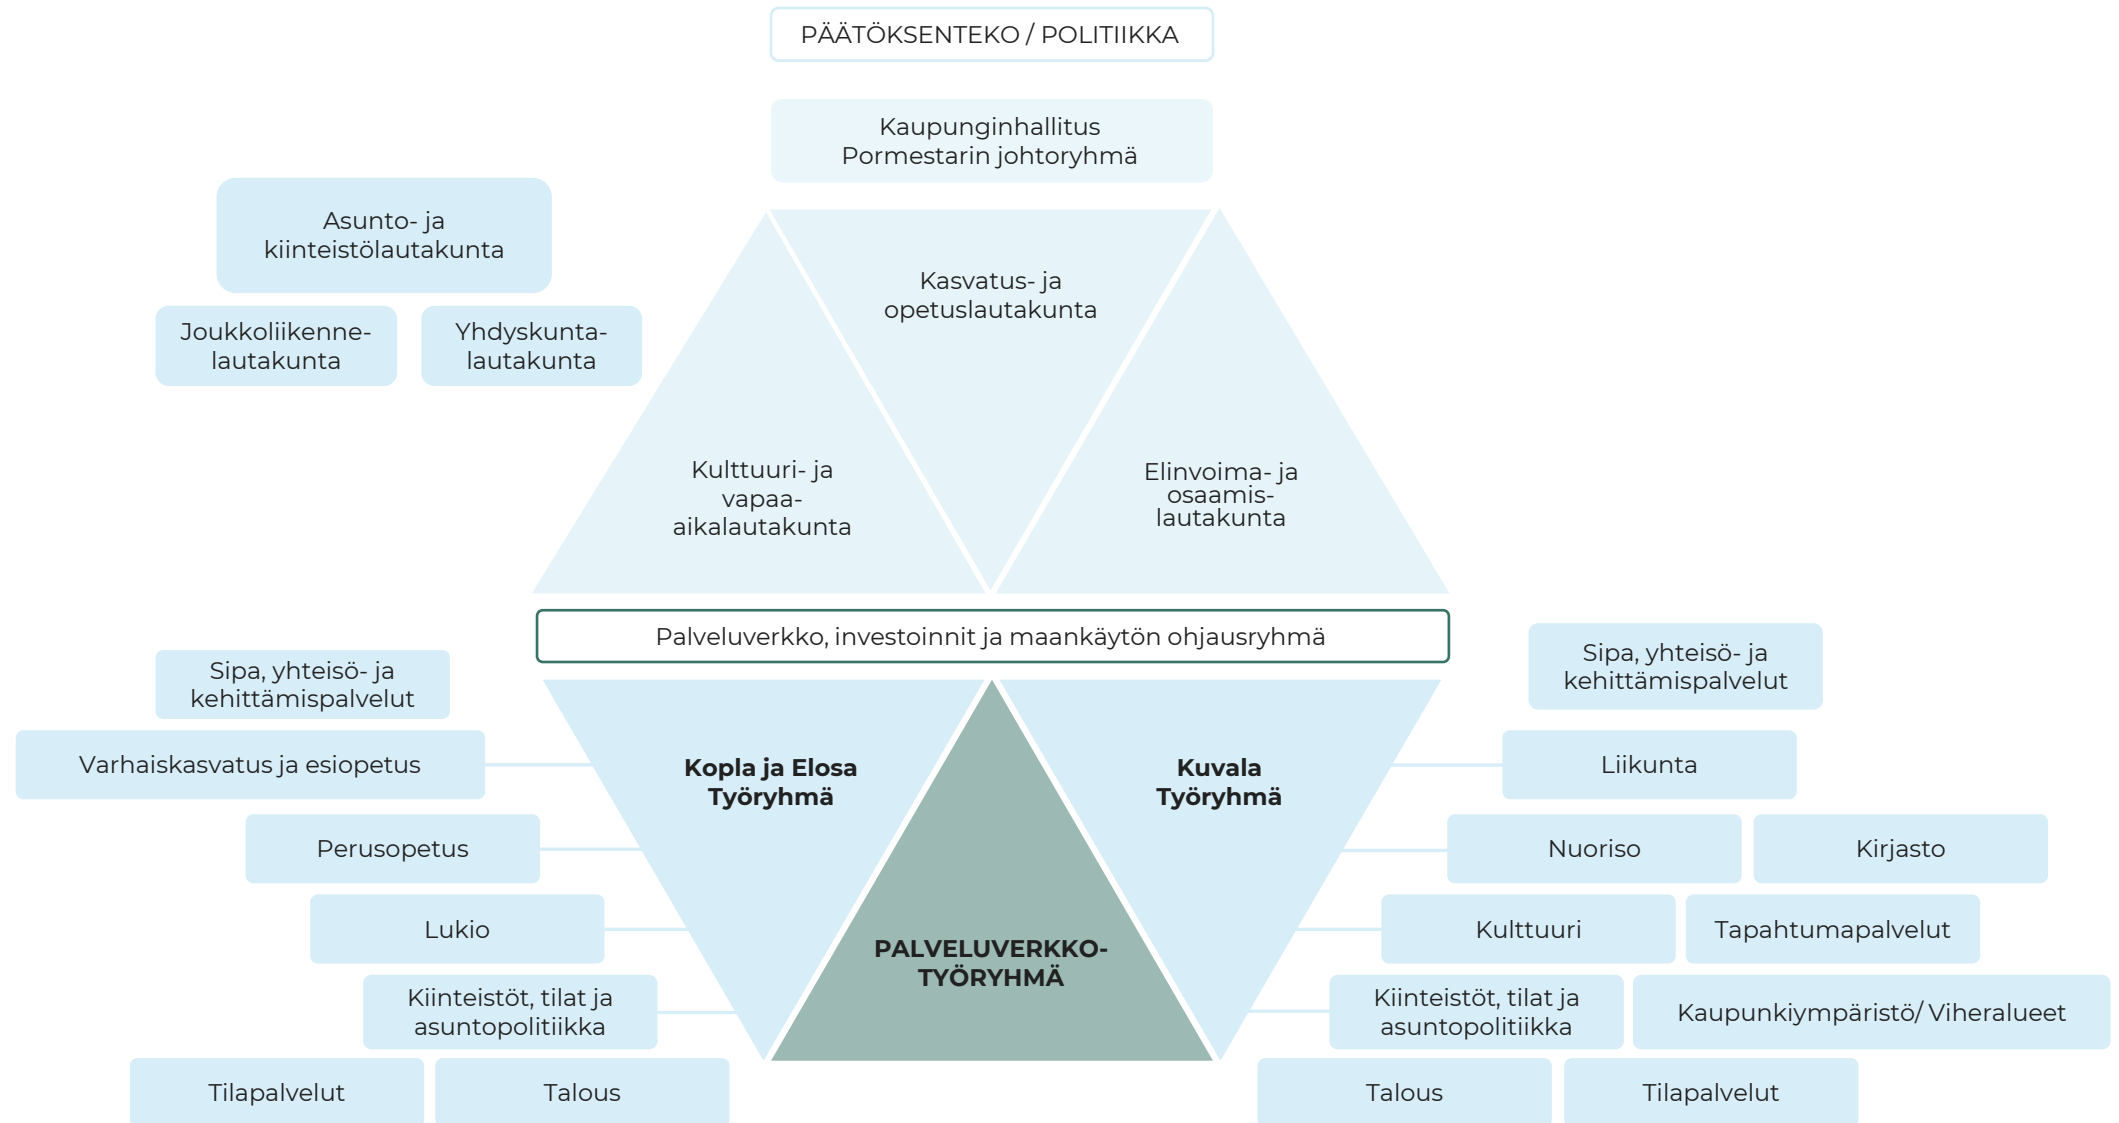 PÄÄTÖKSENTEKO / POLITIIKKA
Kaupunginhallitus
Pormestarin johtoryhmä
Asunto- ja
kiinteistölautakunta
Joukkoliikenne-
lautakunta
Yhdyskunta-
lautakunta
Kasvatus- ja
opetuslautakunta
Kulttuuri- ja
vapaa-
aikalautakunta
Elinvoima- ja
osaamis-
lautakunta
Palveluverkko, investoinnit ja maankäytön ohjausryhmä
Sipa, yhteisö- ja
kehittämispalvelut
Varhaiskasvatus ja esiopetus
Perusopetus
Lukio
Kiinteistöt, tilat ja
asuntopolitiikka
Tilapalvelut
Talous
Kopla ja Elosa
Työryhmä
PALVELUVERKKO-
TYÖRYHMÄ
Kuvala
Työryhmä
Sipa, yhteisö- ja
kehittämispalvelut
Liikunta
Nuoriso
Kirjasto
Kulttuuri
Tapahtumapalvelut
Kiinteistöt, tilat ja
asuntopolitiikka
Kaupunkiympäristö/ Viheralueet
Talous
Tilapalvelut